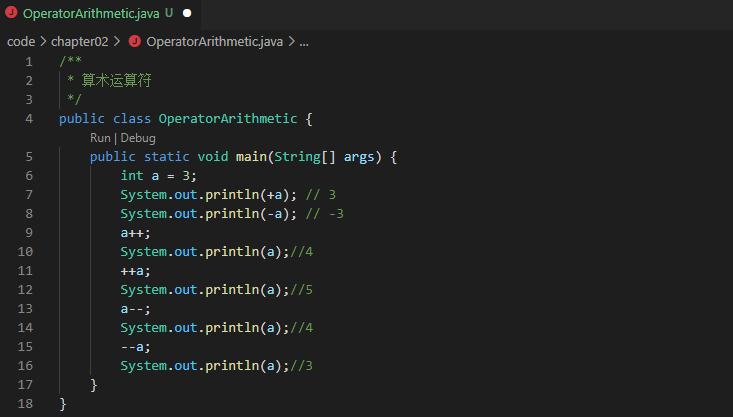 OperatorArithmetic.java U
code > chapter02 > OperatorArithmetic.java > ...
1 /**
2 * 算术运算符
3 */
4 public class OperatorArithmetic {
Run | Debug
5 public static void main(String[] args) {
6 int a = 3;
7 System.out.println(+a); // 3
8 System.out.println(-a); // -3
9 a++;
10 System.out.println(a);//4
11 ++a;
12 System.out.println(a);//5
13 a--;
14 System.out.println(a);//4
15 --a;
16 System.out.println(a);//3
17 }
18 }